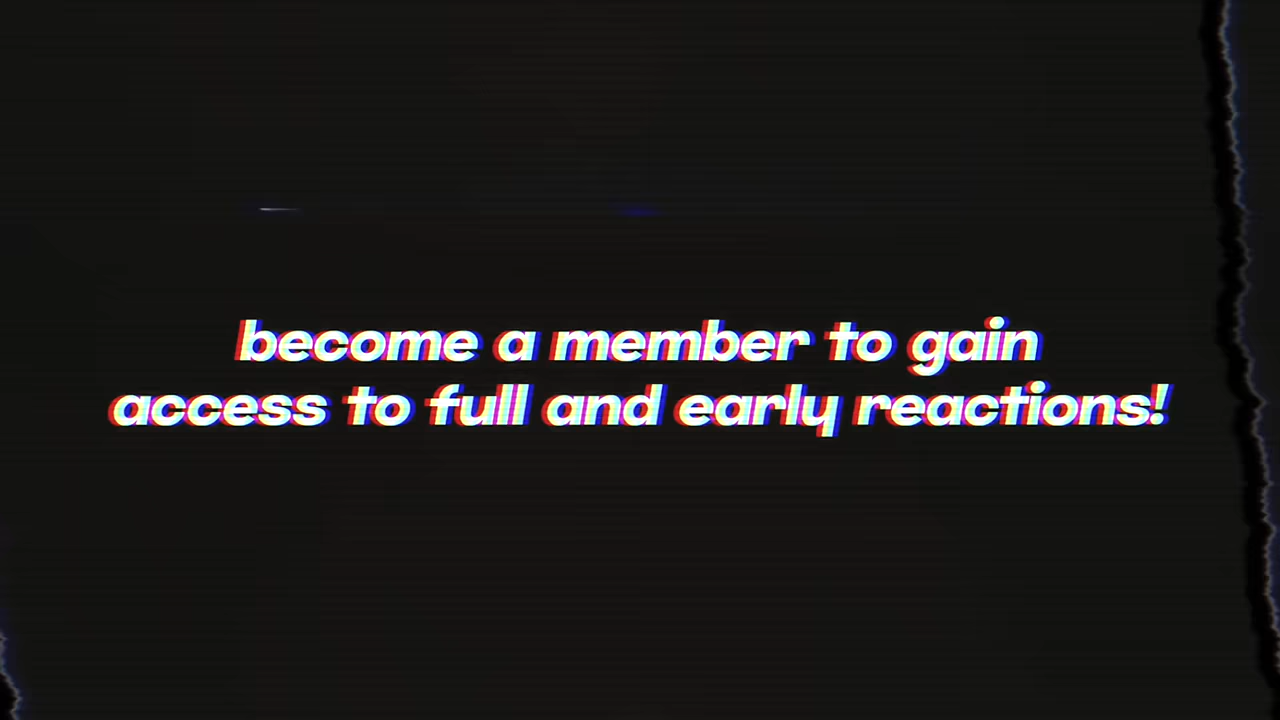 become a member to gain
access to full and early reactions!